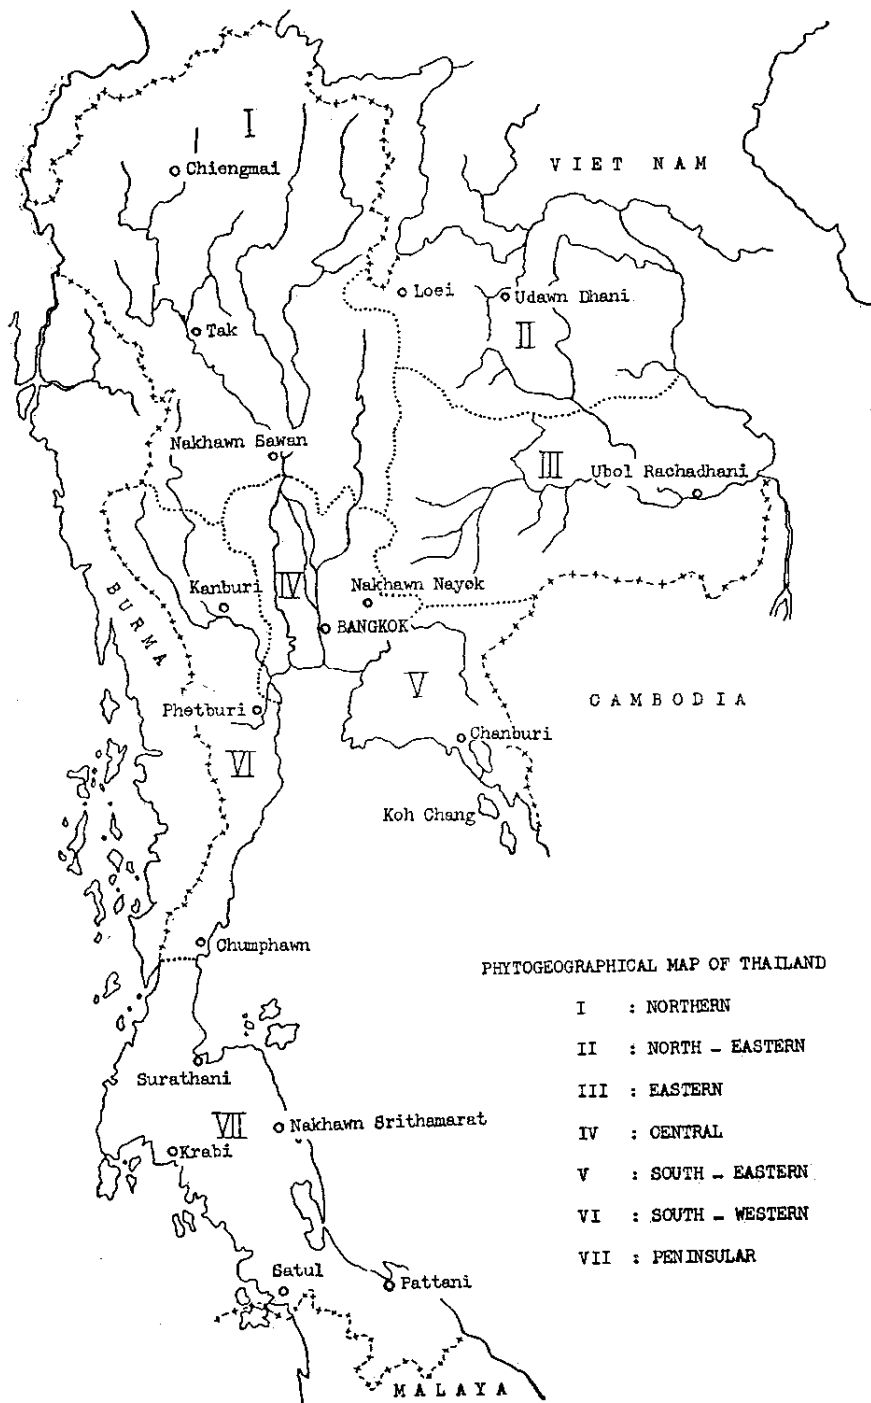 I
Chiengmai
VIET NAM
Loei
Udawn Dhani
Tak
II
Nakhawn Sawan
III
Ubol Rachadhani
Kanburi
IV
Nakhawn Nayok
BANGKOK
BURMA
V
Phetburi
CAMBODIA
Chanburi
VI
Koh Chang
Chumphawn
PHYTOGEOGRAPHICAL MAP OF THAILAND
I : NORTHERN
II : NORTH - EASTERN
III : EASTERN
IV : CENTRAL
V : SOUTH - EASTERN
VI : SOUTH - WESTERN
VII : PENINSULAR
Surathani
VII
Nakhawn Srithamarat
Krabi
Satul
Pattani
MALAYA